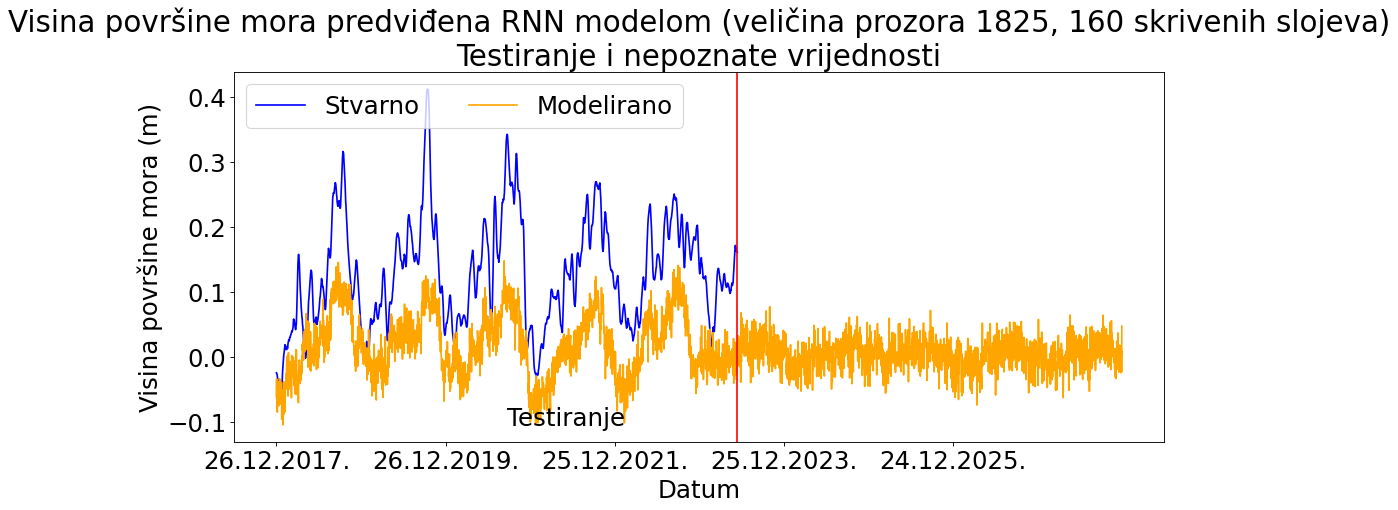 Visina površine mora predviđena RNN modelom (veličina prozora 1825, 160 skrivenih slojeva)
Testiranje i nepoznate vrijednosti
Stvarno Modelirano
0.4
0.3
0.2
0.1
0.0
−0.1
Visina površine mora (m)
Testiranje
26.12.2017. 26.12.2019. 25.12.2021. 25.12.2023. 24.12.2025.
Datum